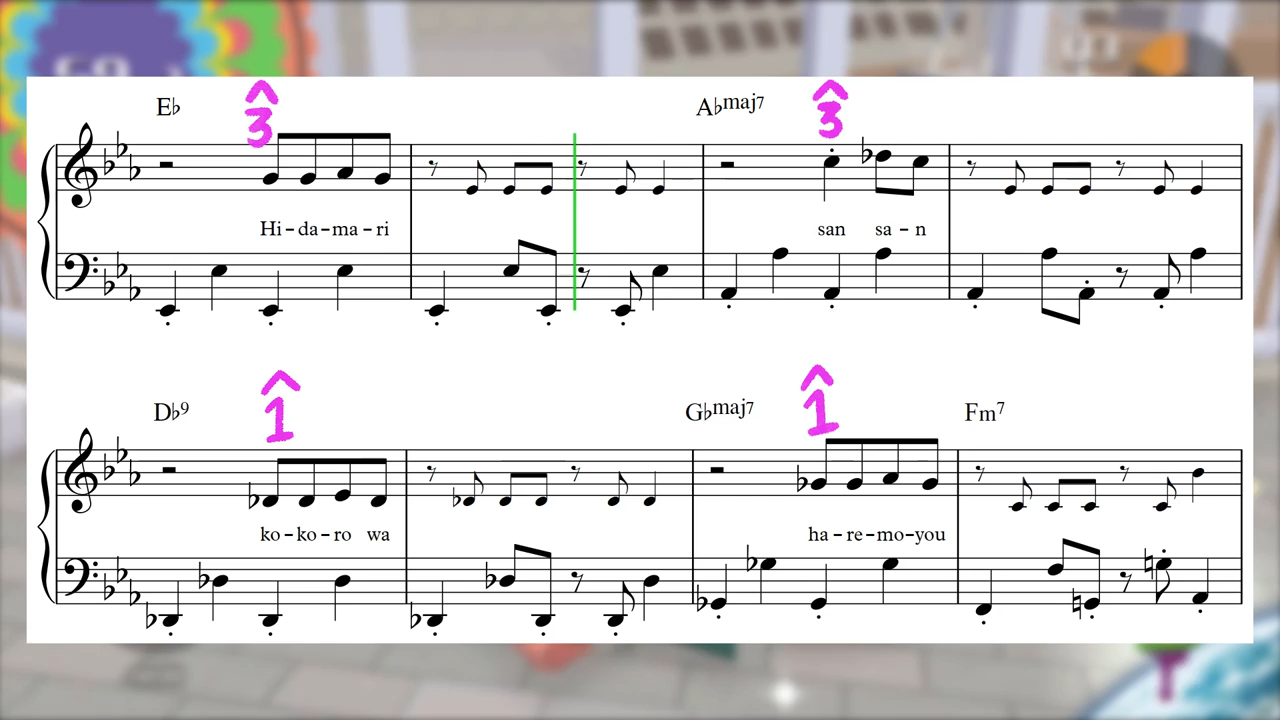 E♭ A♭maj7
3 3
Hi-da-ma-ri san sa-n
D♭9 G♭maj7 Fm7
1 1
ko-ko-ro wa ha-re-mo-you